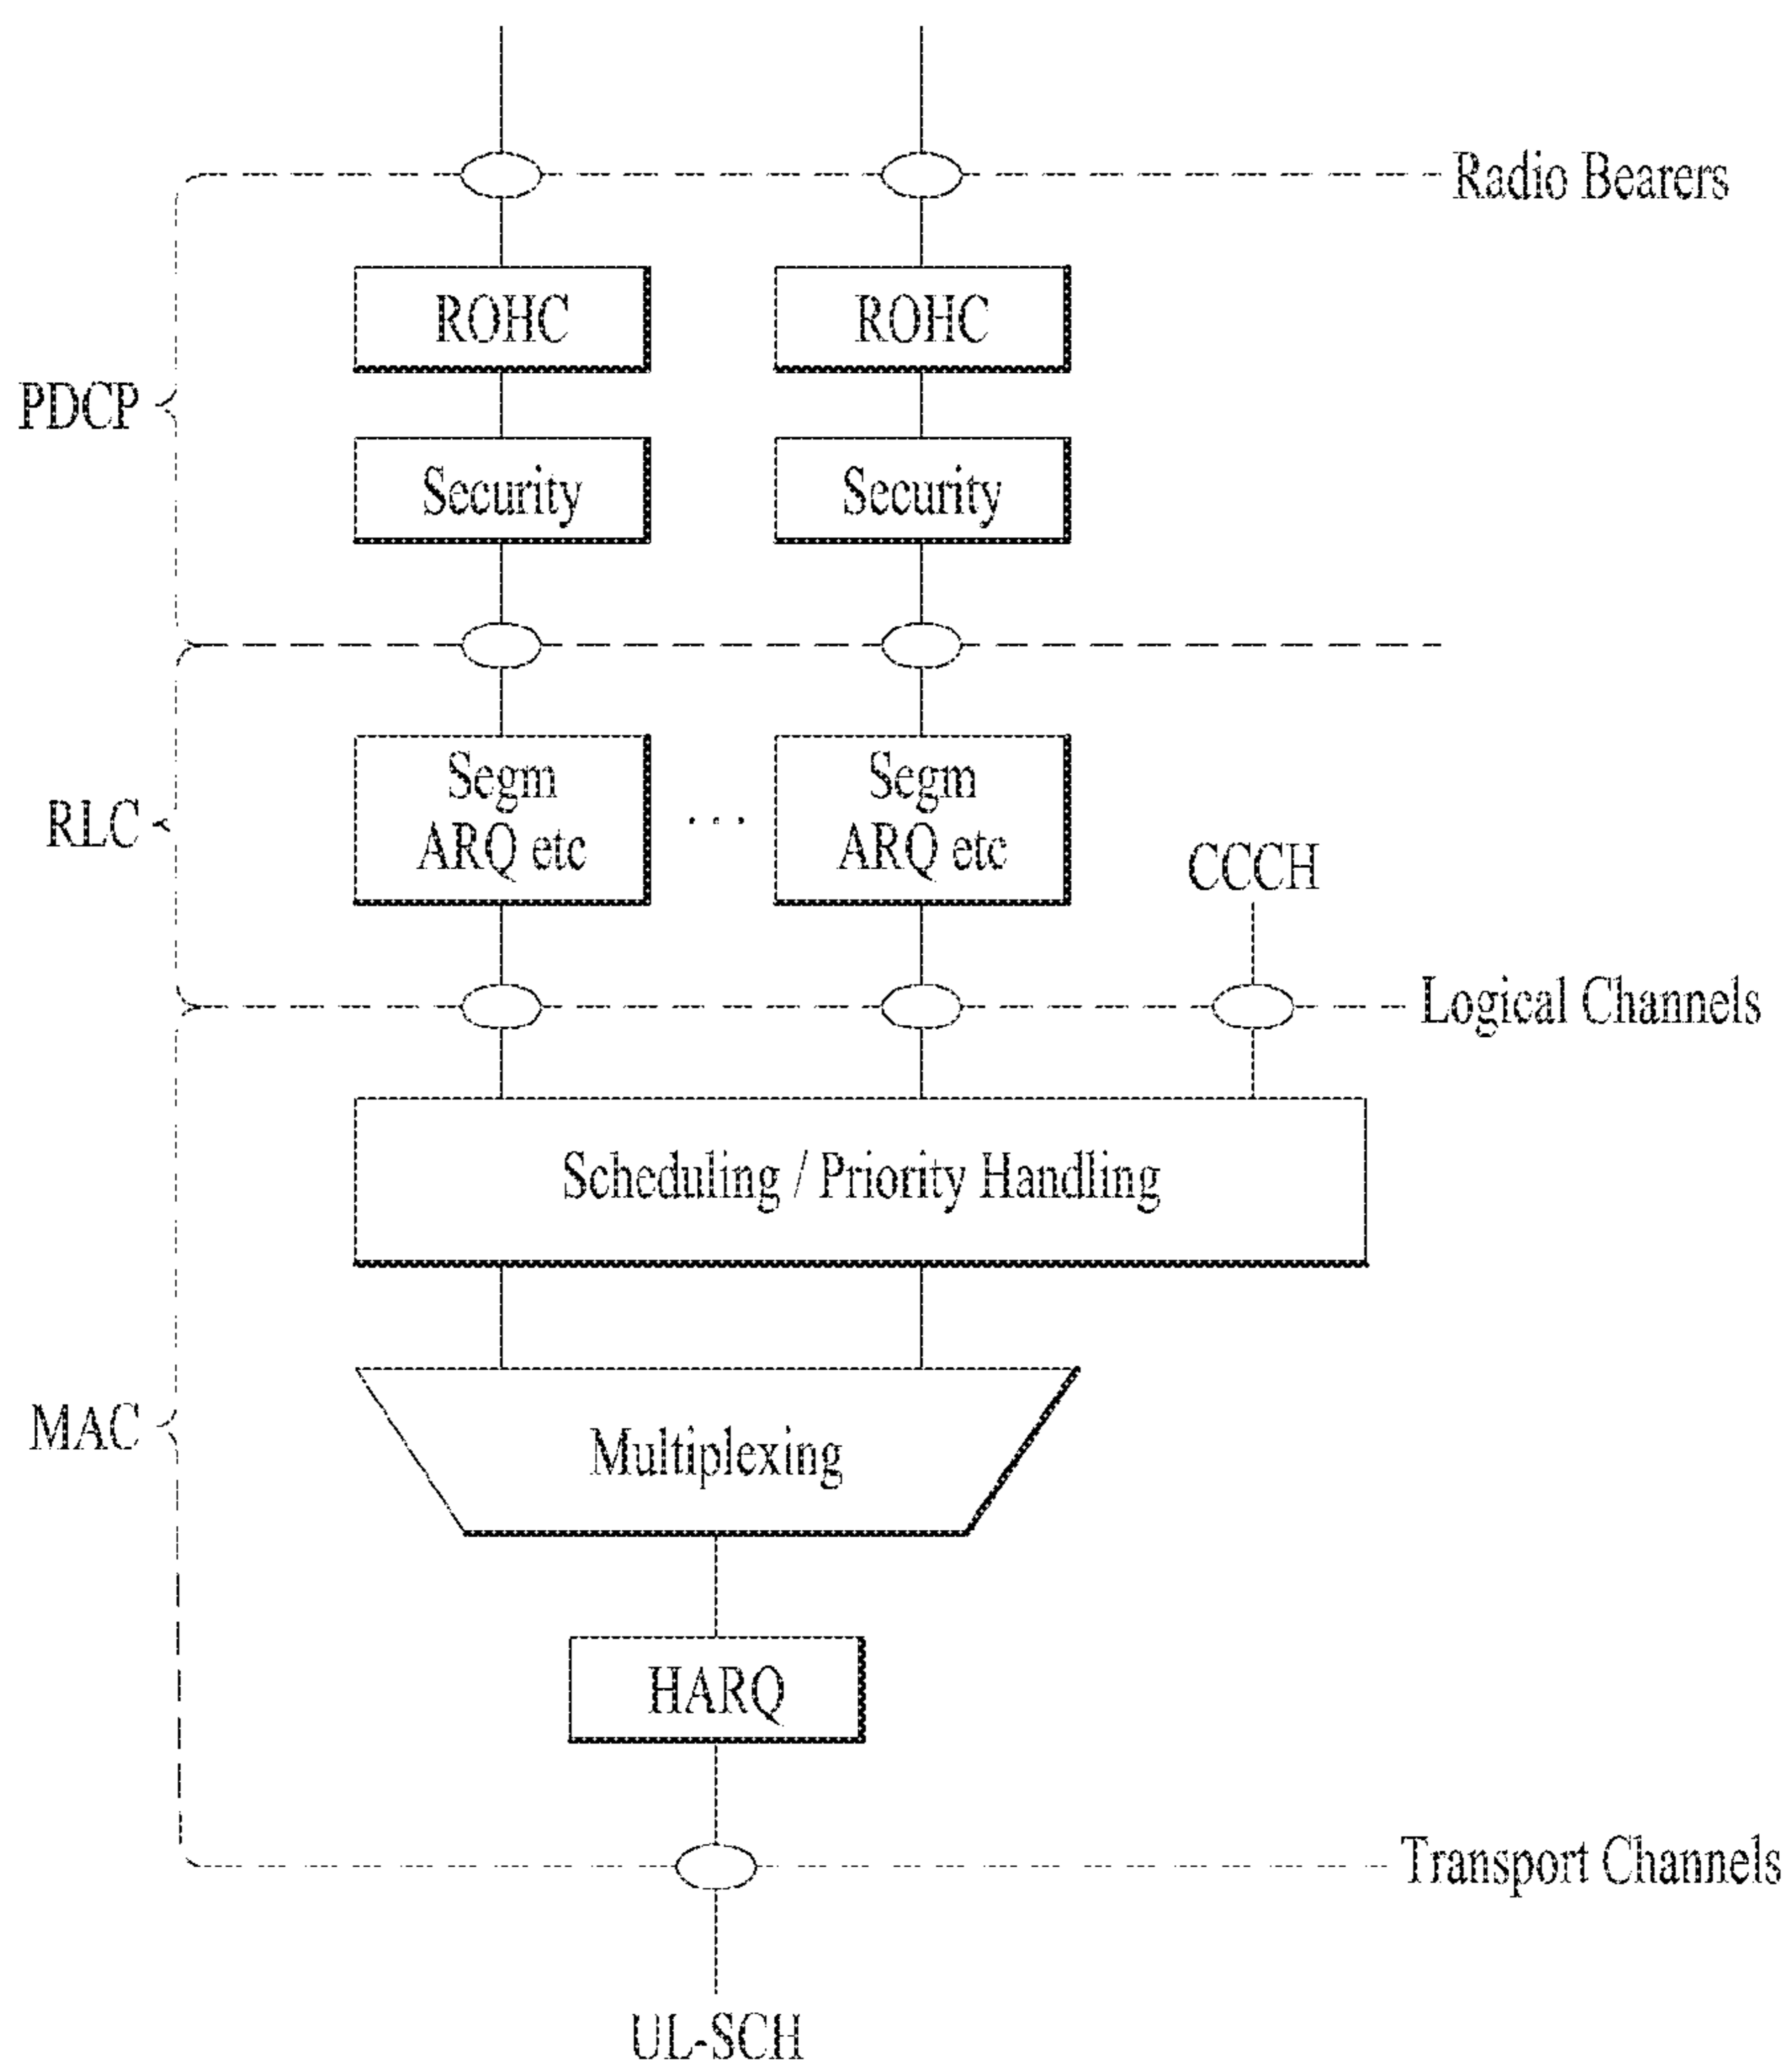 Radio Bearers
ROHC
ROHC
PDCP
Security
Security
Segm
ARQ etc
Segm
ARQ etc
RLC
...
CCCH
Logical Channels
Scheduling / Priority Handling
MAC
Multiplexing
HARQ
Transport Channels
UL-SCH